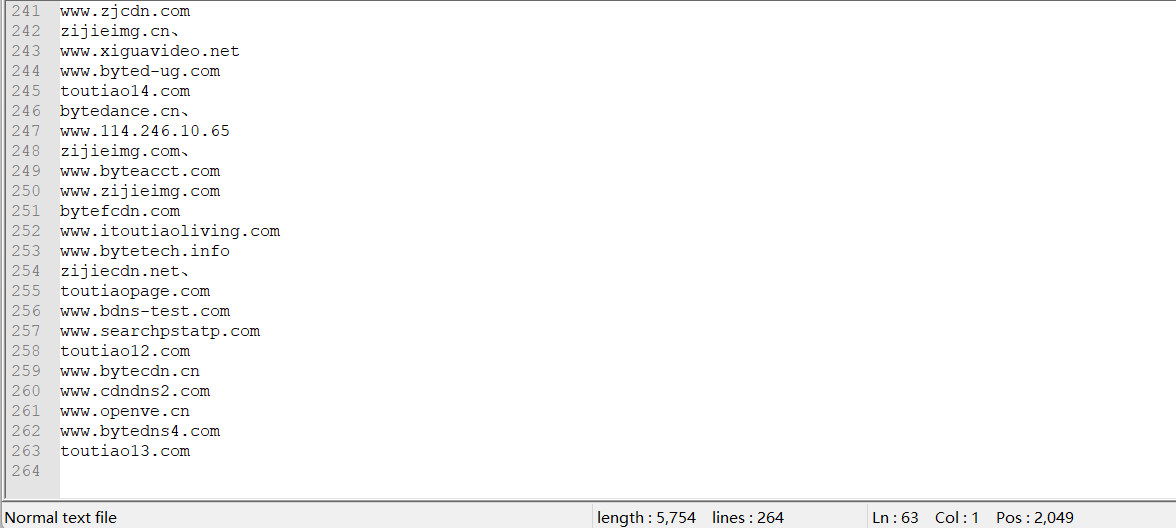 241 www.zjcdn.com
242 zijieimg.cn、
243 www.xiguavideo.net
244 www.byted-ug.com
245 toutiao14.com
246 bytedance.cn、
247 www.114.246.10.65
248 zijieimg.com、
249 www.byteacct.com
250 www.zijieimg.com
251 bytefcdn.com
252 www.itoutiaoliving.com
253 www.bytetech.info
254 zijiecdn.net、
255 toutiaopage.com
256 www.bdns-test.com
257 www.searchpstatp.com
258 toutiao12.com
259 www.bytecdn.cn
260 www.cdndns2.com
261 www.openve.cn
262 www.bytedns4.com
263 toutiao13.com
264
Normal text file length : 5,754 lines : 264 Ln : 63 Col : 1 Pos : 2,049